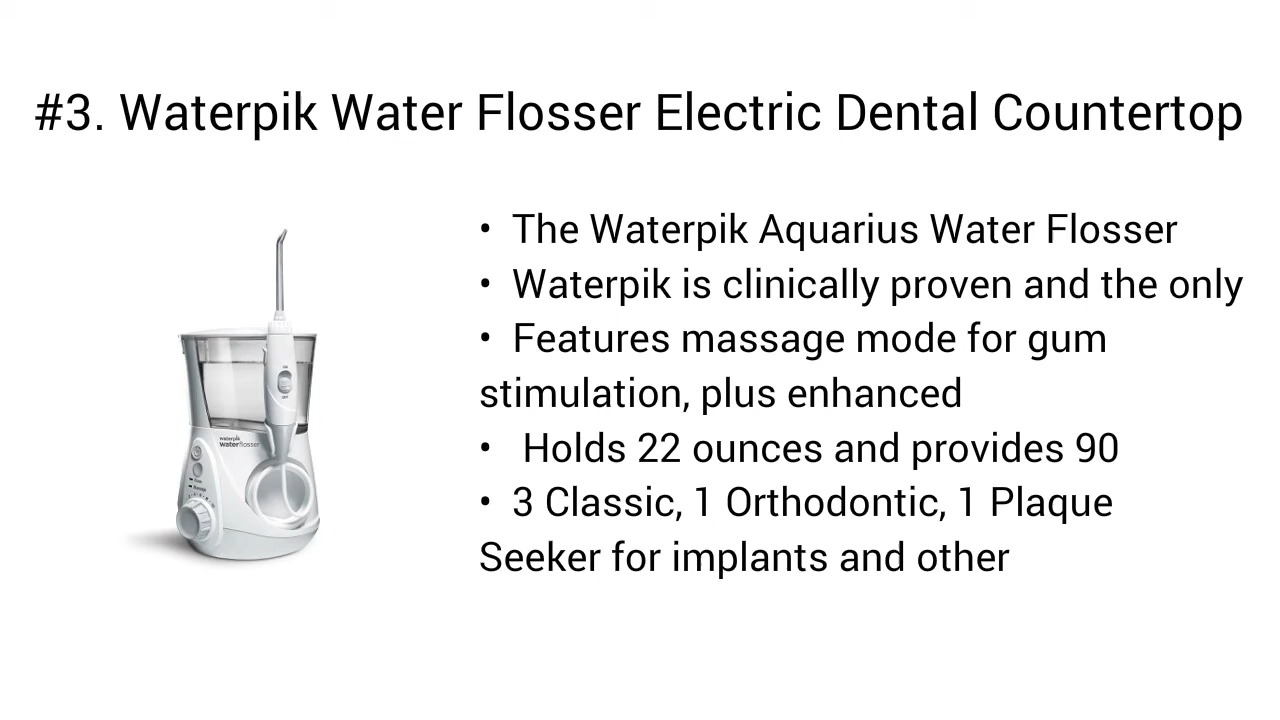 #3. Waterpik Water Flosser Electric Dental Countertop
• The Waterpik Aquarius Water Flosser
• Waterpik is clinically proven and the only
• Features massage mode for gum
stimulation, plus enhanced
• Holds 22 ounces and provides 90
• 3 Classic, 1 Orthodontic, 1 Plaque
Seeker for implants and other
waterpik
waterflosser